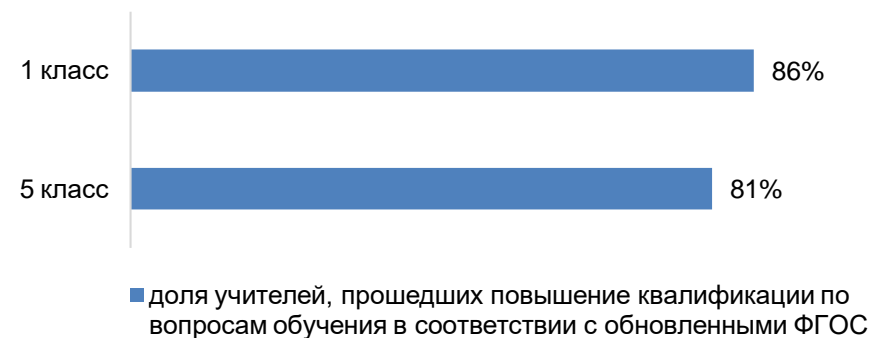 1 класс
86%
5 класс
81%
доля учителей, прошедших повышение квалификации по
вопросам обучения в соответствии с обновленными ФГОС